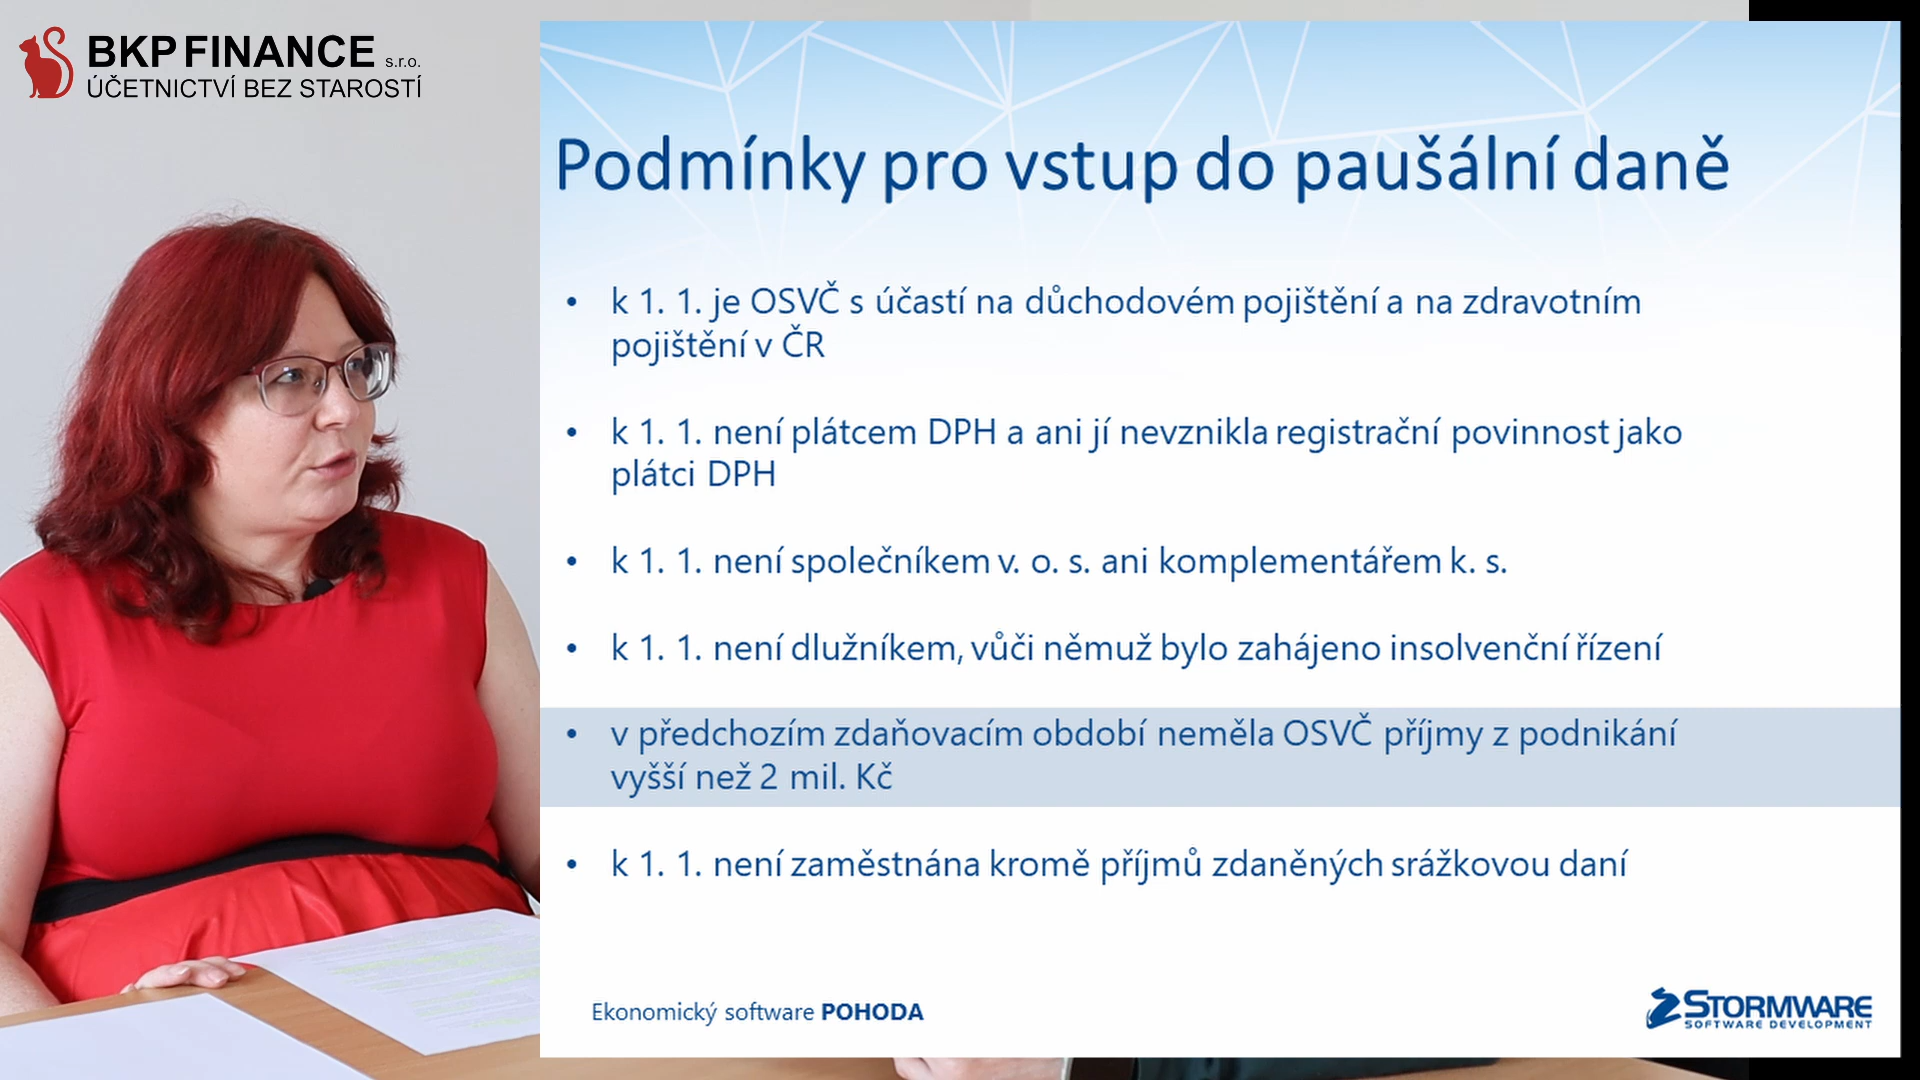 BKP FINANCE s.r.o.
ÚČETNICTVÍ BEZ STAROSTÍ
Podmínky pro vstup do paušální daně
• k 1. 1. je OSVČ s účastí na důchodovém pojištění a na zdravotním
pojištění v ČR
• k 1. 1. není plátcem DPH a ani jí nevznikla registrační povinnost jako
plátci DPH
• k 1. 1. není společníkem v. o. s. ani komplementářem k. s.
• k 1. 1. není dlužníkem, vůči němuž bylo zahájeno insolvenční řízení
• v předchozím zdaňovacím období neměla OSVČ příjmy z podnikání
vyšší než 2 mil. Kč
• k 1. 1. není zaměstnána kromě příjmů zdaněných srážkovou daní
Ekonomický software POHODA
STORMWARE
SOFTWARE DEVELOPMENT